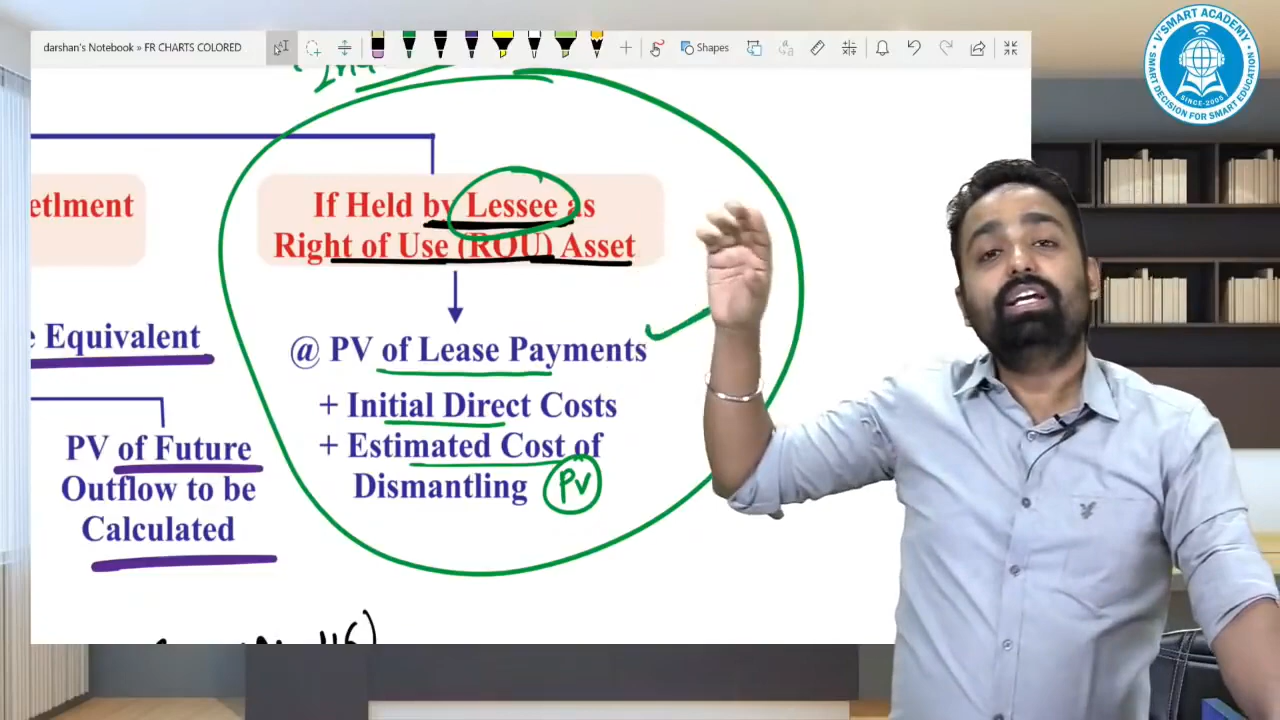 darshan's Notebook » FR CHARTS COLORED
Shapes
V'SMART ACADEMY
SMART DECISION FOR SMART EDUCATION
SINCE-2005
etlment
If Held by Lessee as
Right of Use (ROU) Asset
e Equivalent
@ PV of Lease Payments
+ Initial Direct Costs
+ Estimated Cost of
Dismantling PV
PV of Future
Outflow to be
Calculated